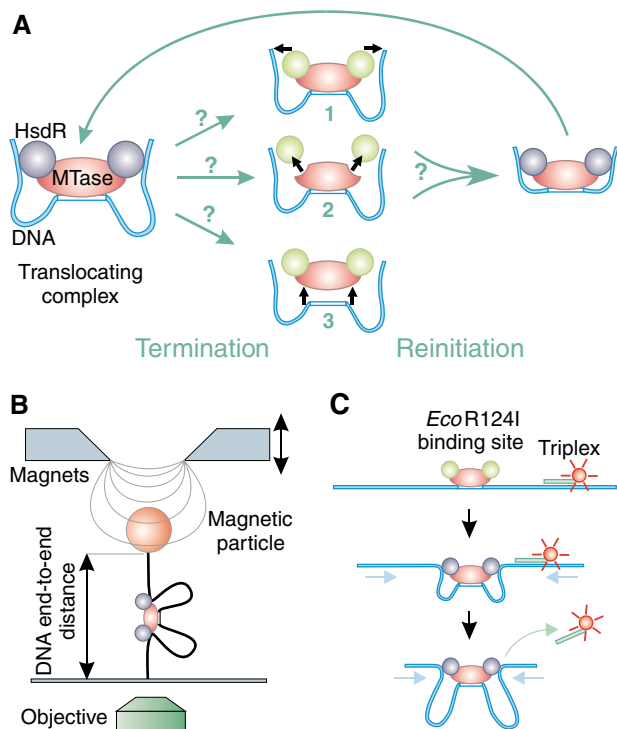 A
HsdR
MTase
DNA
Translocating
complex
?
?
?
1
2
3
?
Termination
Reinitiation
B
Magnets
Magnetic
particle
DNA end-to-end
distance
Objective
C
EcoR124I
binding site
Triplex